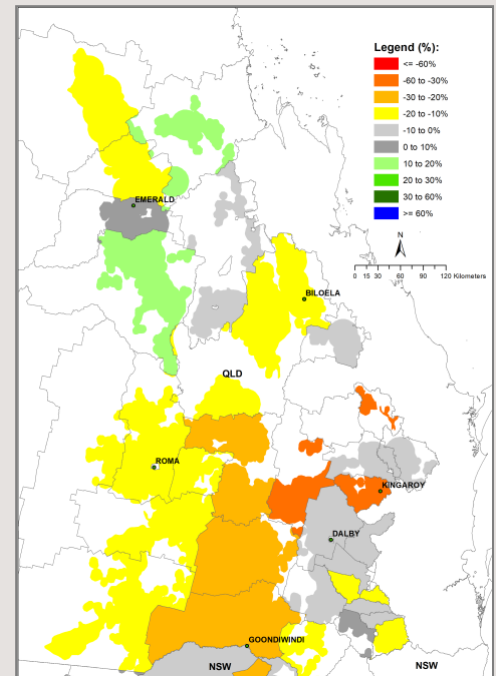 Legend (%):
<= -60%
-60 to -30%
-30 to -20%
-20 to -10%
-10 to 0%
0 to 10%
10 to 20%
20 to 30%
30 to 60%
>= 60%
N
0 15 30 60 90 120 Kilometers
EMERALD
BILOELA
QLD
ROMA
KINGAROY
DALBY
GOONDIWINDI
NSW
NSW